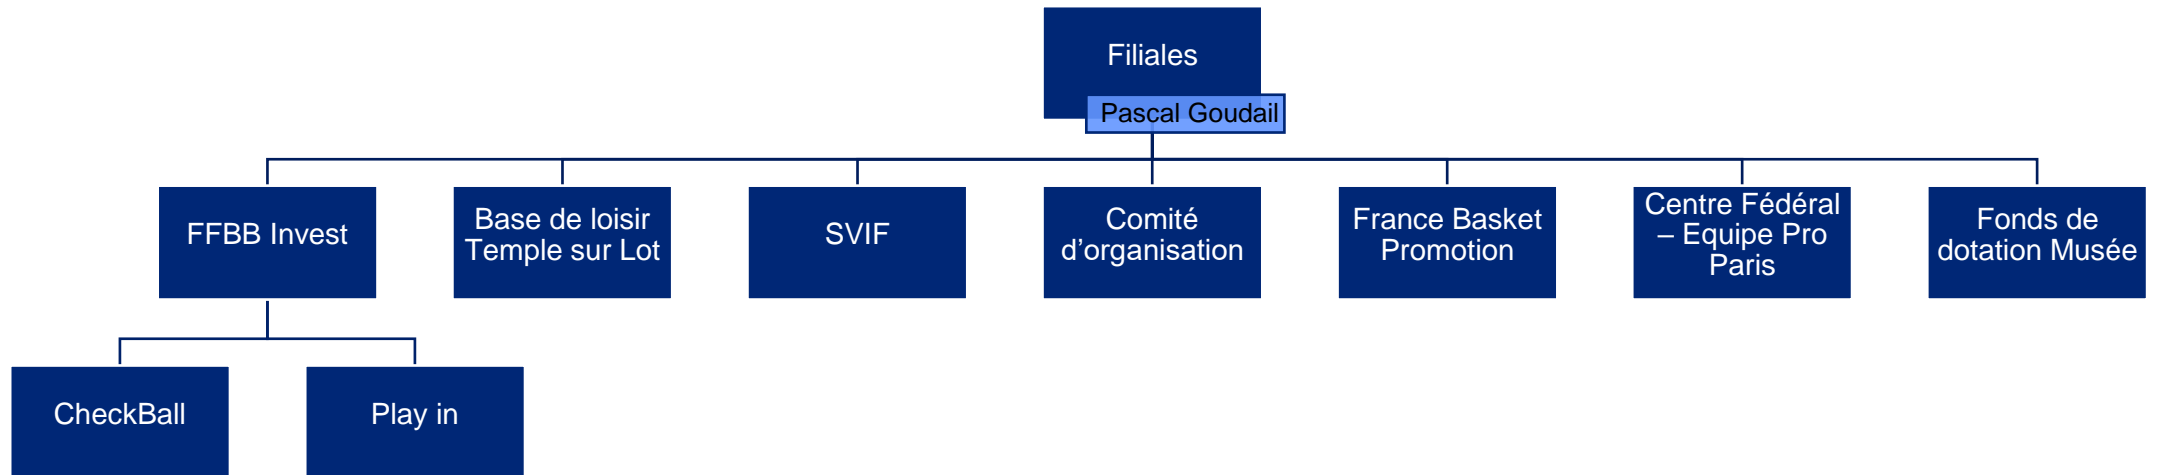 Filiales
Pascal Goudail
FFBB Invest
Base de loisir
Temple sur Lot
SVIF
Comité
d’organisation
France Basket
Promotion
Centre Fédéral
– Equipe Pro
Paris
Fonds de
dotation Musée
CheckBall
Play in